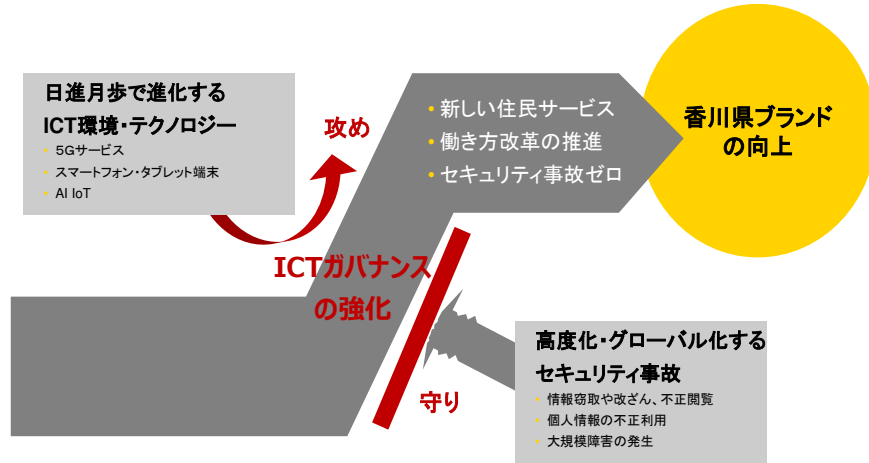 日進月歩で進化する
ICT環境・テクノロジー
• 5Gサービス
• スマートフォン・タブレット端末
• AI IoT
攻め
• 新しい住民サービス
• 働き方改革の推進
• セキュリティ事故ゼロ
香川県ブランド
の向上
ICTガバナンス
の強化
守り
高度化・グローバル化する
セキュリティ事故
• 情報窃取や改ざん、不正閲覧
• 個人情報の不正利用
• 大規模障害の発生